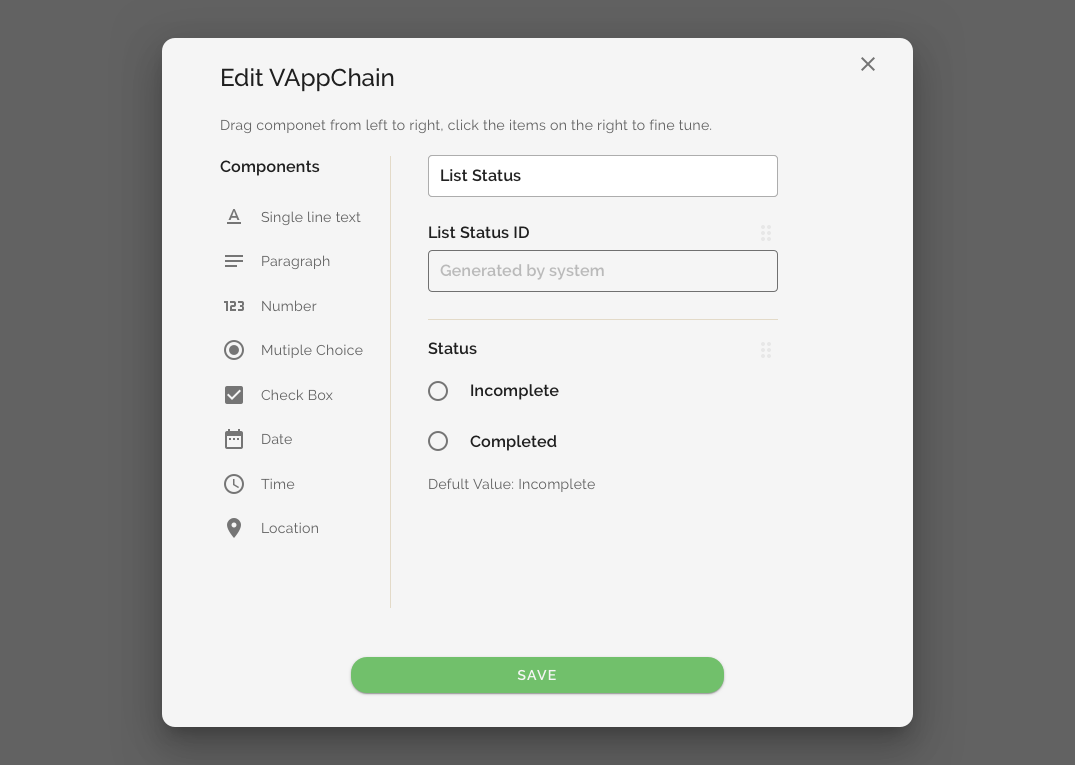 Edit VAppChain
Drag componet from left to right, click the items on the right to fine tune.
Components
Single line text
Paragraph
123 Number
Mutiple Choice
Check Box
Date
Time
Location
List Status
List Status ID
Generated by system
Status
Incomplete
Completed
Defult Value: Incomplete
SAVE